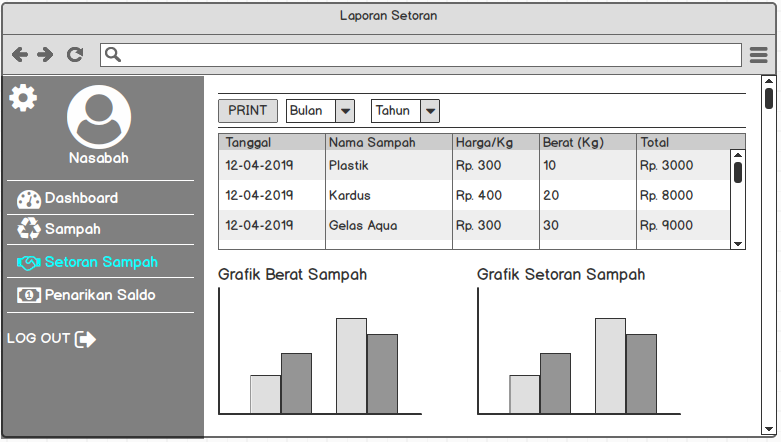 Laporan Setoran
Nasabah
Dashboard
Sampah
Setoran Sampah
1
Penarikan Saldo
LOG OUT
PRINT Bulan Tahun
Tanggal Nama Sampah Harga/Kg Berat (Kg) Total
12-04-2019 Plastik Rp. 300 10 Rp. 3000
12-04-2019 Kardus Rp. 400 20 Rp. 8000
12-04-2019 Gelas Aqua Rp. 300 30 Rp. 9000
Grafik Berat Sampah
Grafik Setoran Sampah